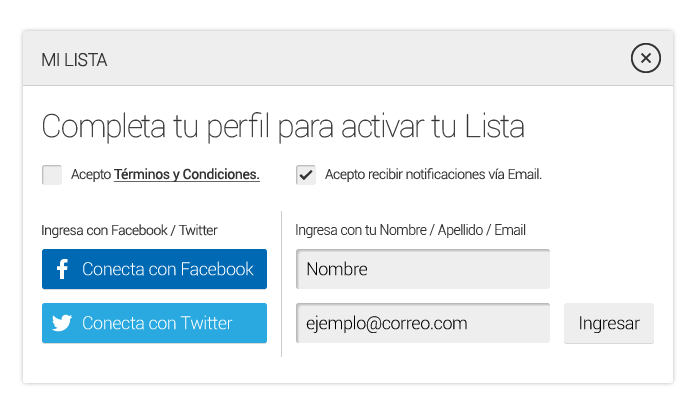 MI LISTA
Completa tu perfil para activar tu Lista
Acepto Términos y Condiciones.
Acepto recibir notificaciones vía Email.
Ingresa con Facebook / Twitter
Conecta con Facebook
Conecta con Twitter
Ingresa con tu Nombre / Apellido / Email
Nombre
ejemplo@correo.com
Ingresar